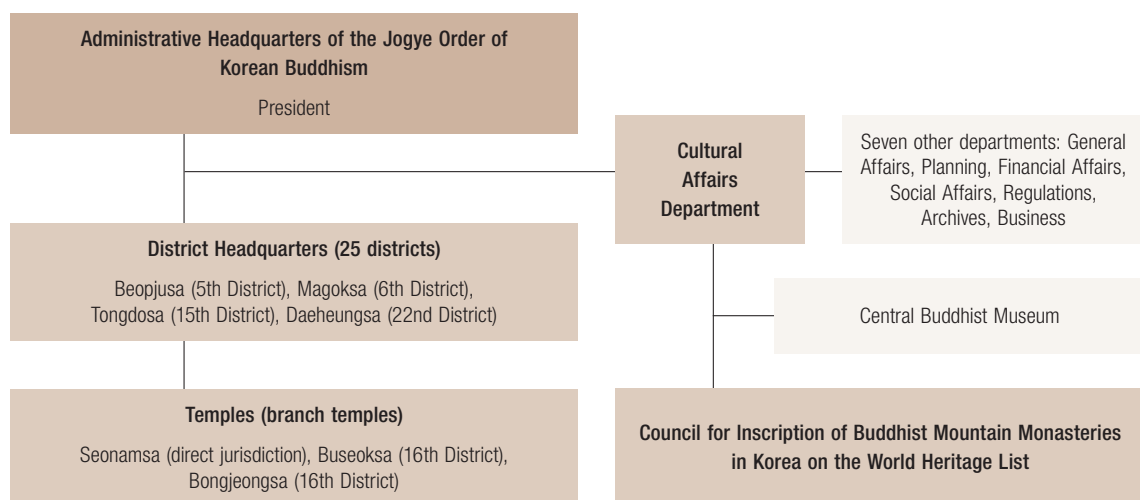 Administrative Headquarters of the Jogye Order of
Korean Buddhism
President
Cultural
Affairs
Department
Seven other departments: General
Affairs, Planning, Financial Affairs,
Social Affairs, Regulations,
Archives, Business
District Headquarters (25 districts)
Beopjusa (5th District), Magoksa (6th District),
Tongdosa (15th District), Daeheungsa (22nd District)
Central Buddhist Museum
Temples (branch temples)
Seonamsa (direct jurisdiction), Buseoksa (16th District),
Bongjeongsa (16th District)
Council for Inscription of Buddhist Mountain Monasteries
in Korea on the World Heritage List